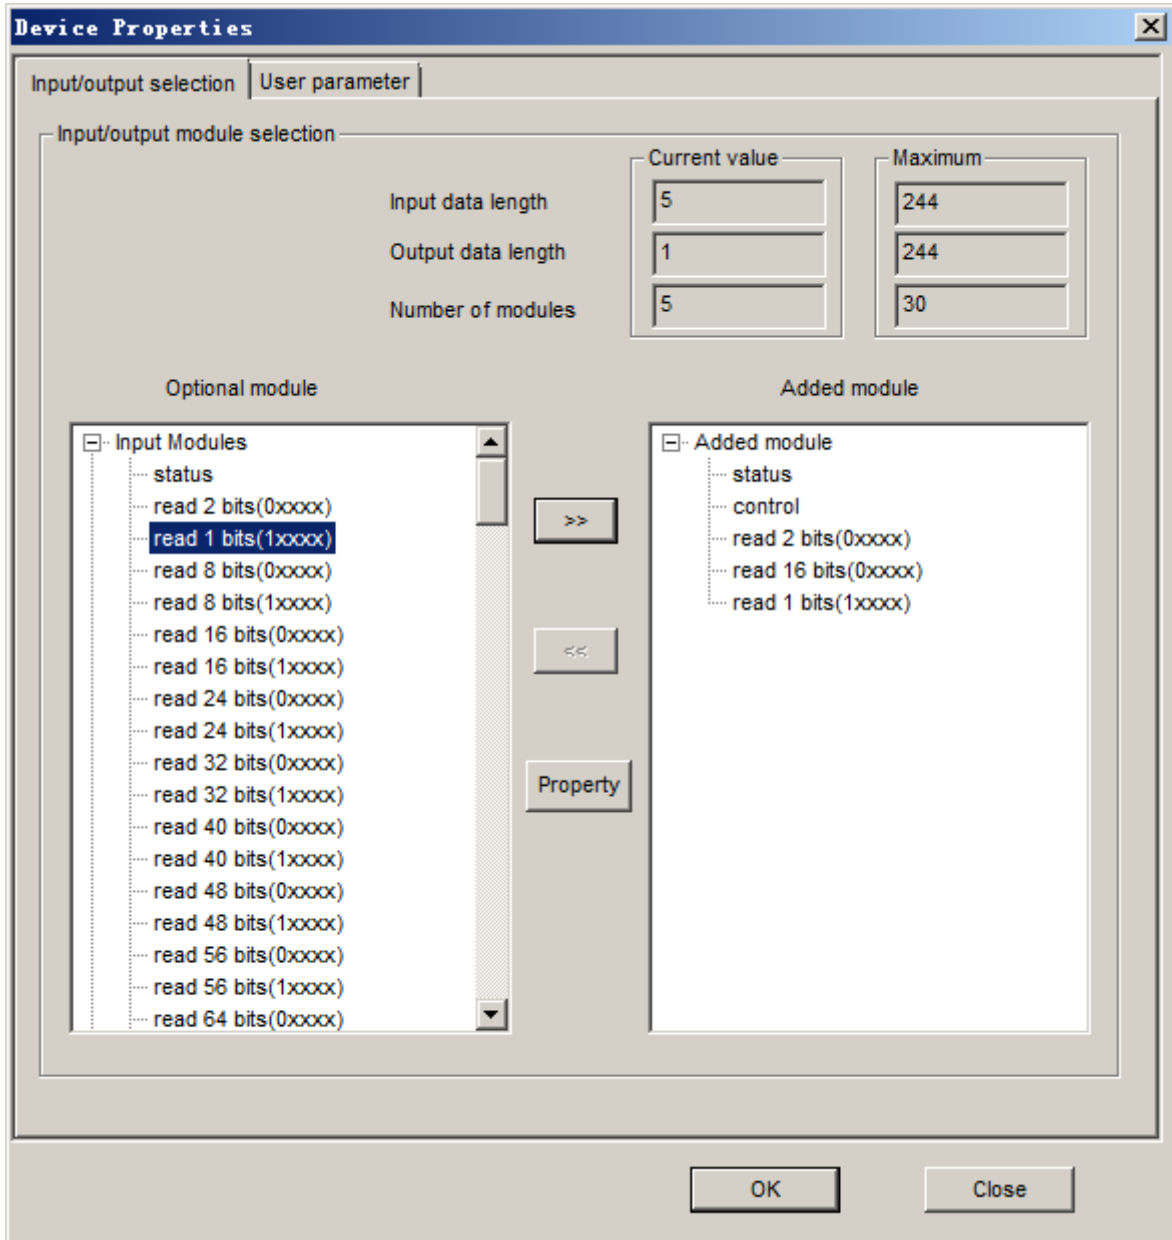 Device Properties
Input/output selection
User parameter
Input/output module selection
Current value
Maximum
Input data length
5
244
Output data length
1
244
Number of modules
5
30
Optional module
Added module
Input Modules
status
read 2 bits(0xxxx)
read 1 bits(1xxxx)
read 8 bits(0xxxx)
read 8 bits(1xxxx)
read 16 bits(0xxxx)
read 16 bits(1xxxx)
read 24 bits(0xxxx)
read 24 bits(1xxxx)
read 32 bits(0xxxx)
read 32 bits(1xxxx)
read 40 bits(0xxxx)
read 40 bits(1xxxx)
read 48 bits(0xxxx)
read 48 bits(1xxxx)
read 56 bits(0xxxx)
read 56 bits(1xxxx)
read 64 bits(0xxxx)
>>
<<
Property
Added module
status
control
read 2 bits(0xxxx)
read 16 bits(0xxxx)
read 1 bits(1xxxx)
OK
Close